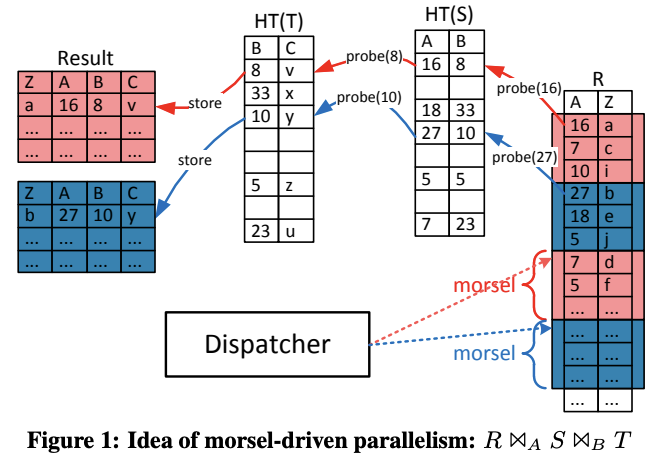 HT(T)
HT(S)
Result
R
Z A B C
a 16 8 v
... ... ... ...
... ... ... ...
Z A B C
b 27 10 y
... ... ... ...
... ... ... ...
store
store
B C
8 v
33 x
10 y
5 z
23 u
probe(8)
probe(10)
A B
16 8
18 33
27 10
5 5
7 23
probe(16)
probe(27)
A Z
16 a
7 c
10 i
27 b
18 e
5 j
7 d
5 f
... ...
... ...
... ...
... ...
... ...
morsel
morsel
Dispatcher
Figure 1: Idea of morsel-driven parallelism: R ⋈A S ⋈B T